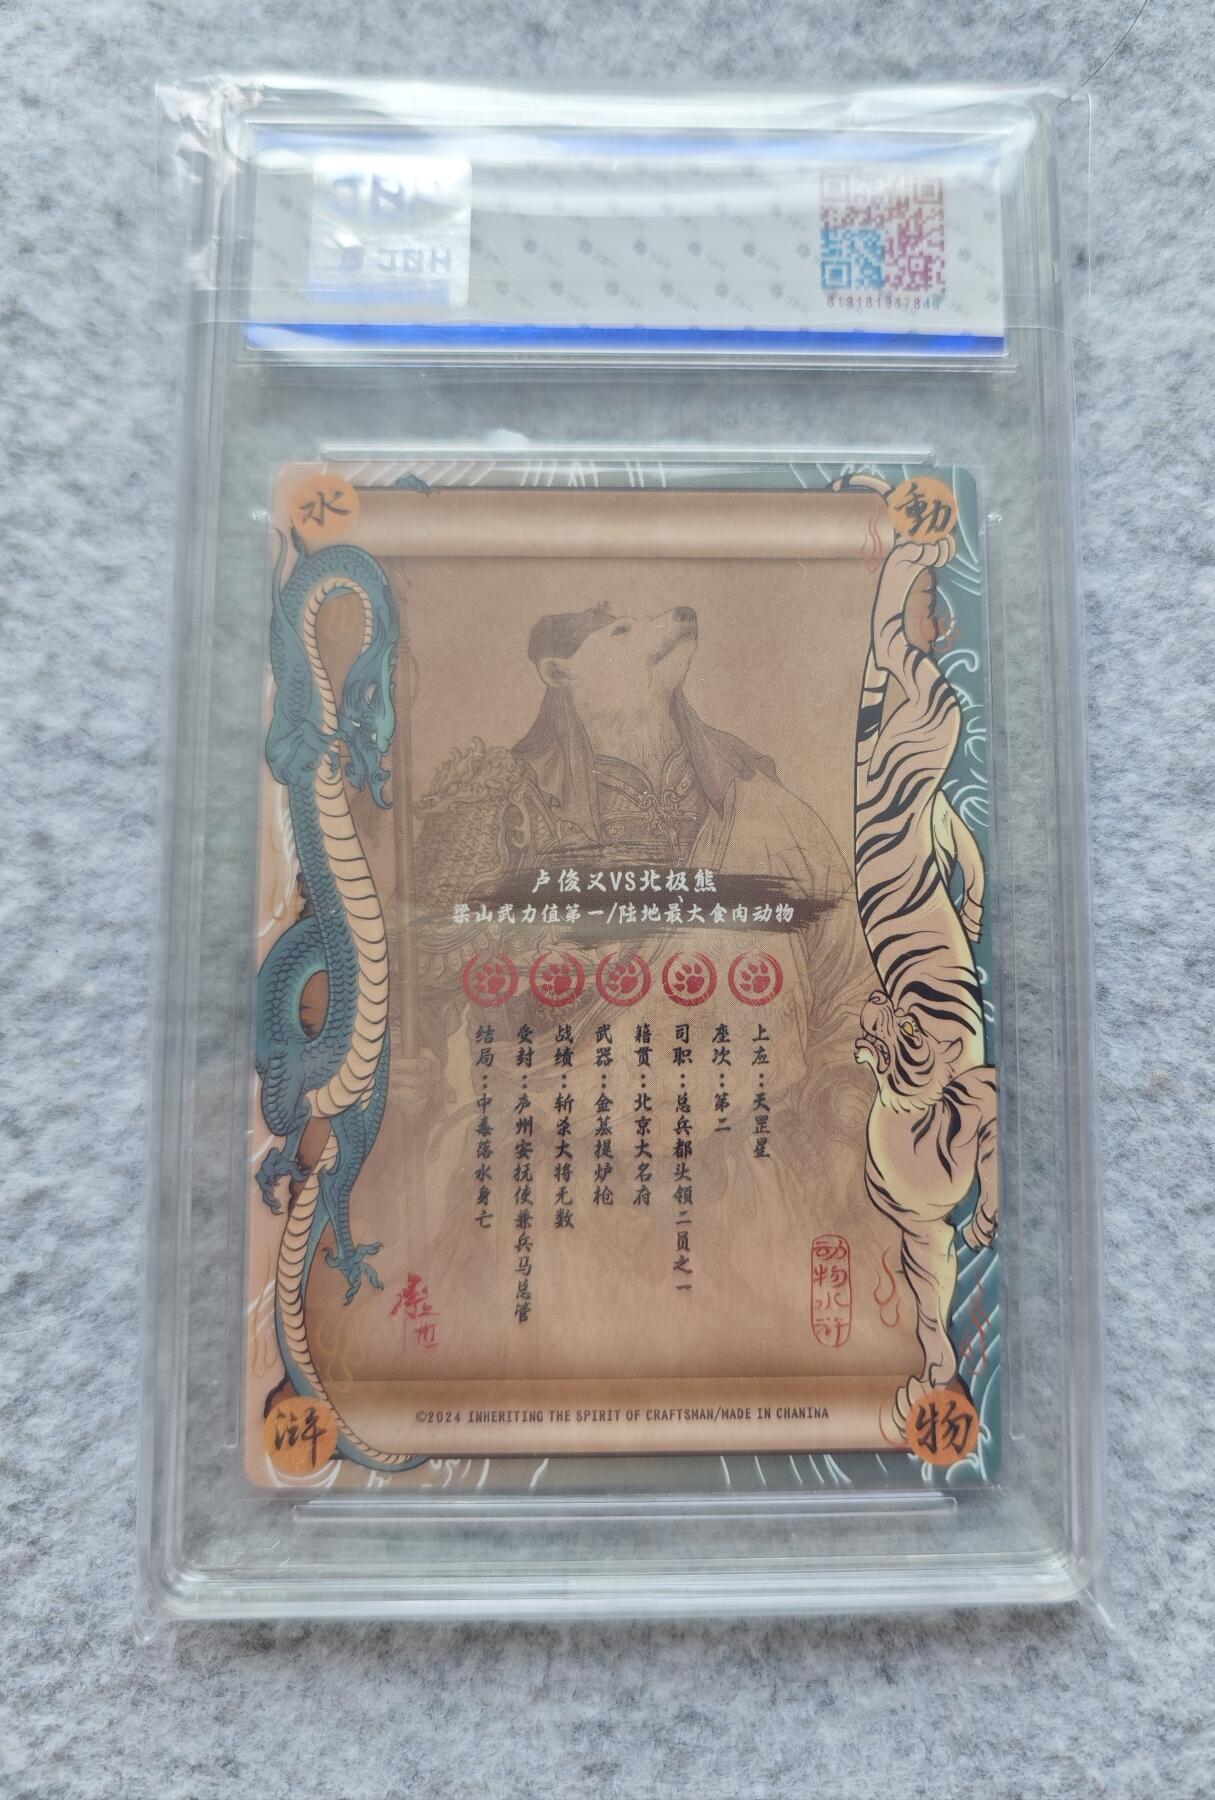 818181957846
動
物
水
滸
卢俊义VS北极熊
梁山武力值第一/陆地最大食肉动物
上应：天罡星
座次：第二
司职：总兵都头领二员之一
籍贯：北京大名府
武器：金基提炉枪
战绩：斩杀大将无数
受封：庐州安抚使兼兵马总管
结局：中毒落水身亡
动物水浒
©2024 INHERITING THE SPIRIT OF CRAFTSMAN/MADE IN CHANINA